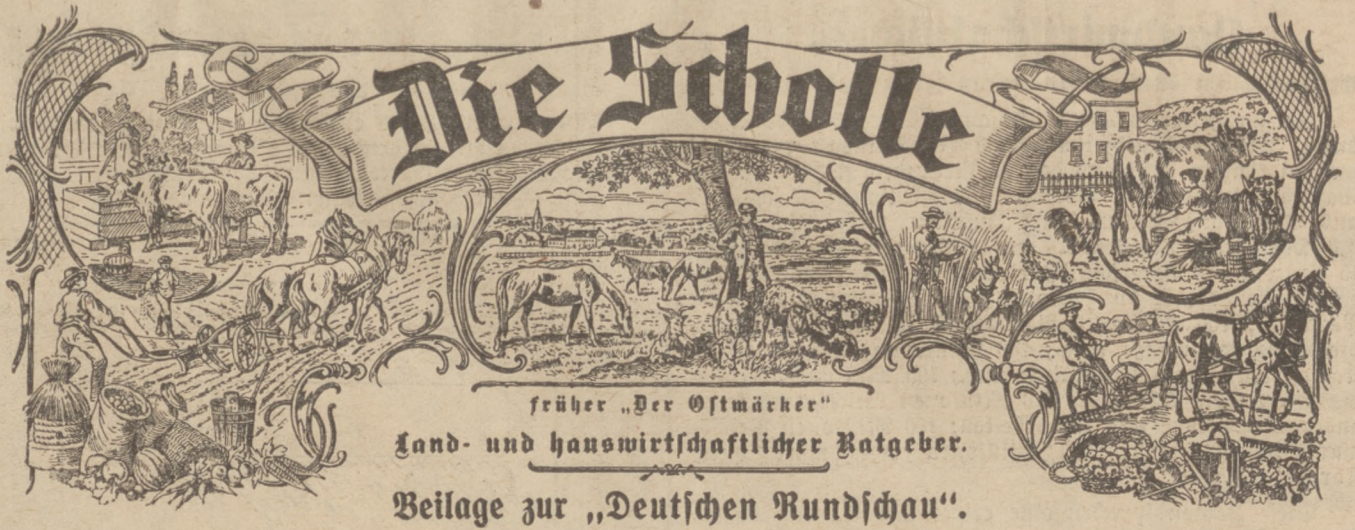 Die Scholle
früher „Der Ostmärker“
Land- und hauswirtschaftlicher Ratgeber.
Beilage zur „Deutschen Rundschau“.